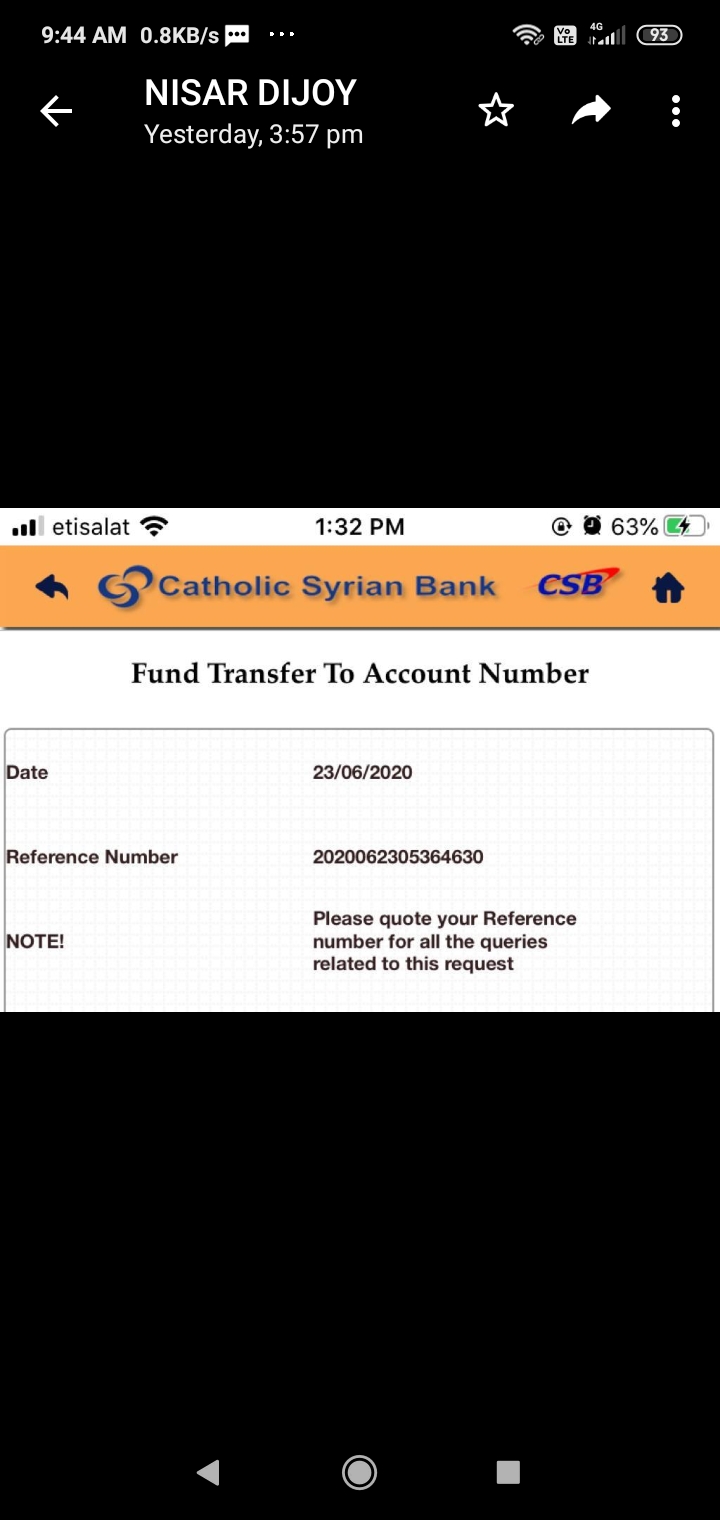 9:44 AM 0.8KB/s
Vo LTE 4G 93
NISAR DIJOY
Yesterday, 3:57 pm
etisalat 1:32 PM 63%
Catholic Syrian Bank CSB
Fund Transfer To Account Number
Date 23/06/2020
Reference Number 2020062305364630
Please quote your Reference
NOTE! number for all the queries
related to this request